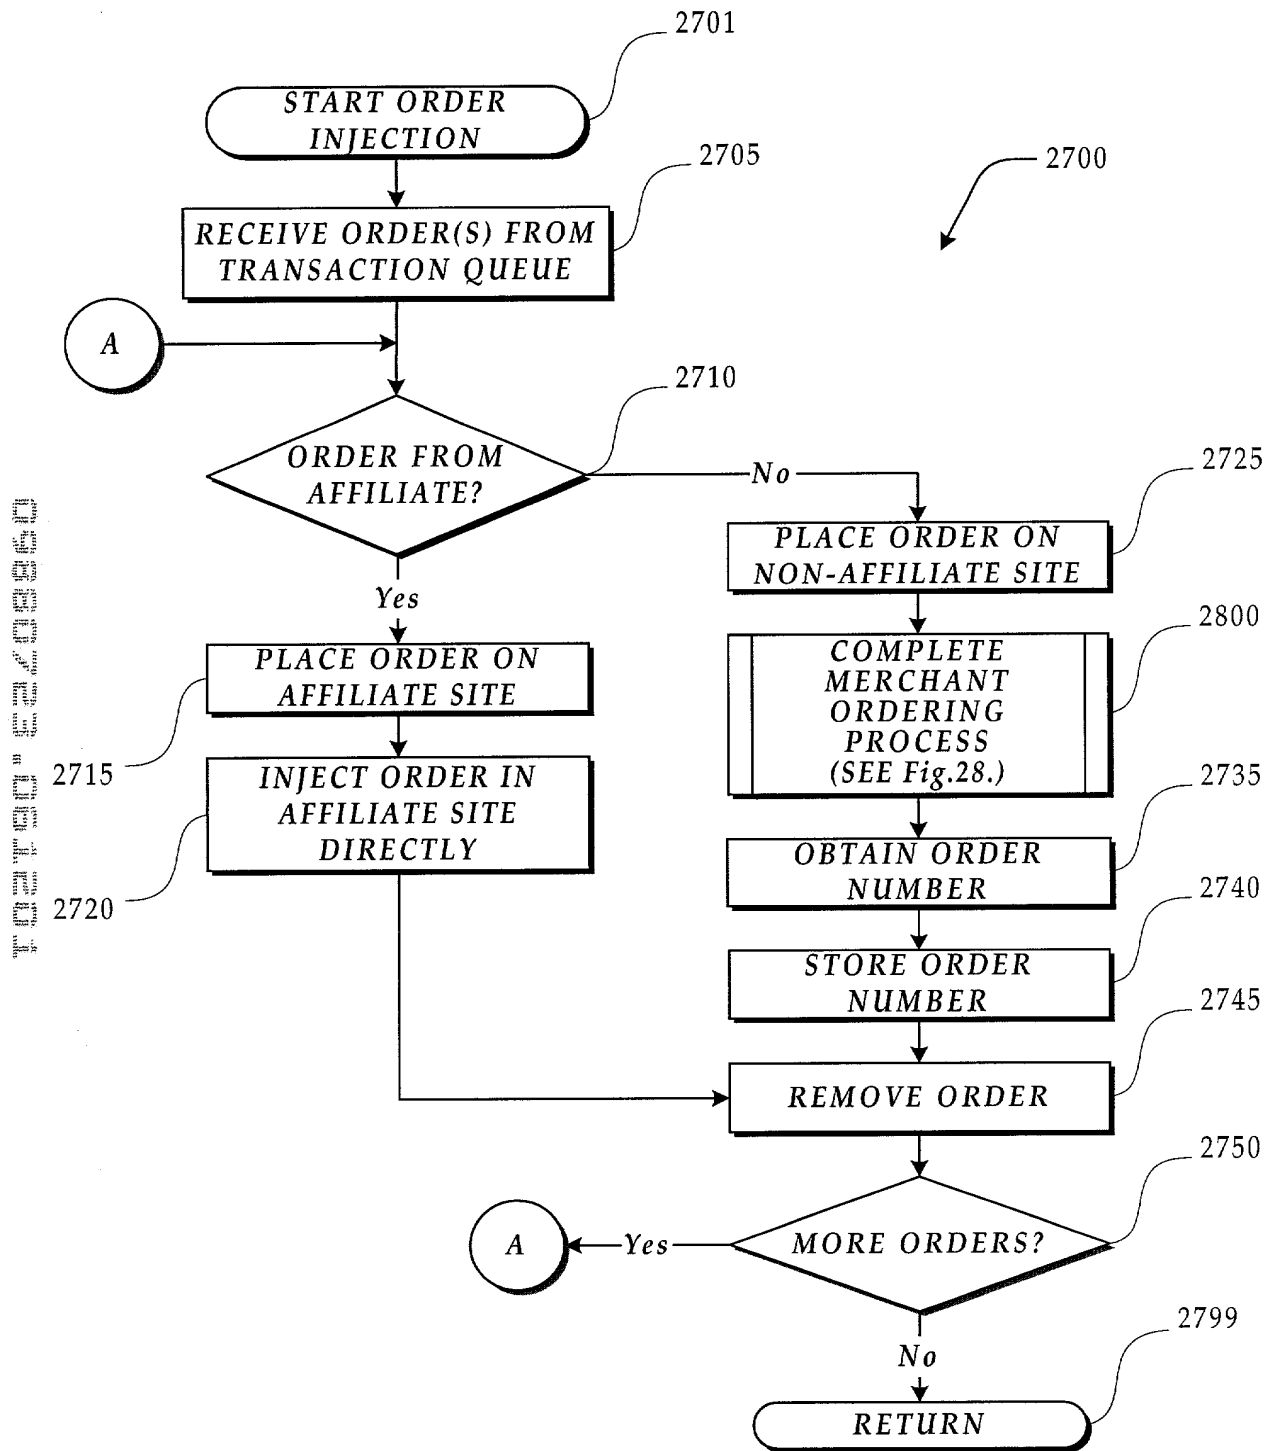 2701
START ORDER
INJECTION
2705
RECEIVE ORDER(S) FROM
TRANSACTION QUEUE
2700
A
2710
ORDER FROM
AFFILIATE?
No
2725
PLACE ORDER ON
NON-AFFILIATE SITE
Yes
2800
COMPLETE
MERCHANT
ORDERING
PROCESS
(SEE Fig.28.)
PLACE ORDER ON
AFFILIATE SITE
2715
INJECT ORDER IN
AFFILIATE SITE
DIRECTLY
2720
2735
OBTAIN ORDER
NUMBER
2740
STORE ORDER
NUMBER
2745
REMOVE ORDER
2750
MORE ORDERS?
Yes
A
No
2799
RETURN